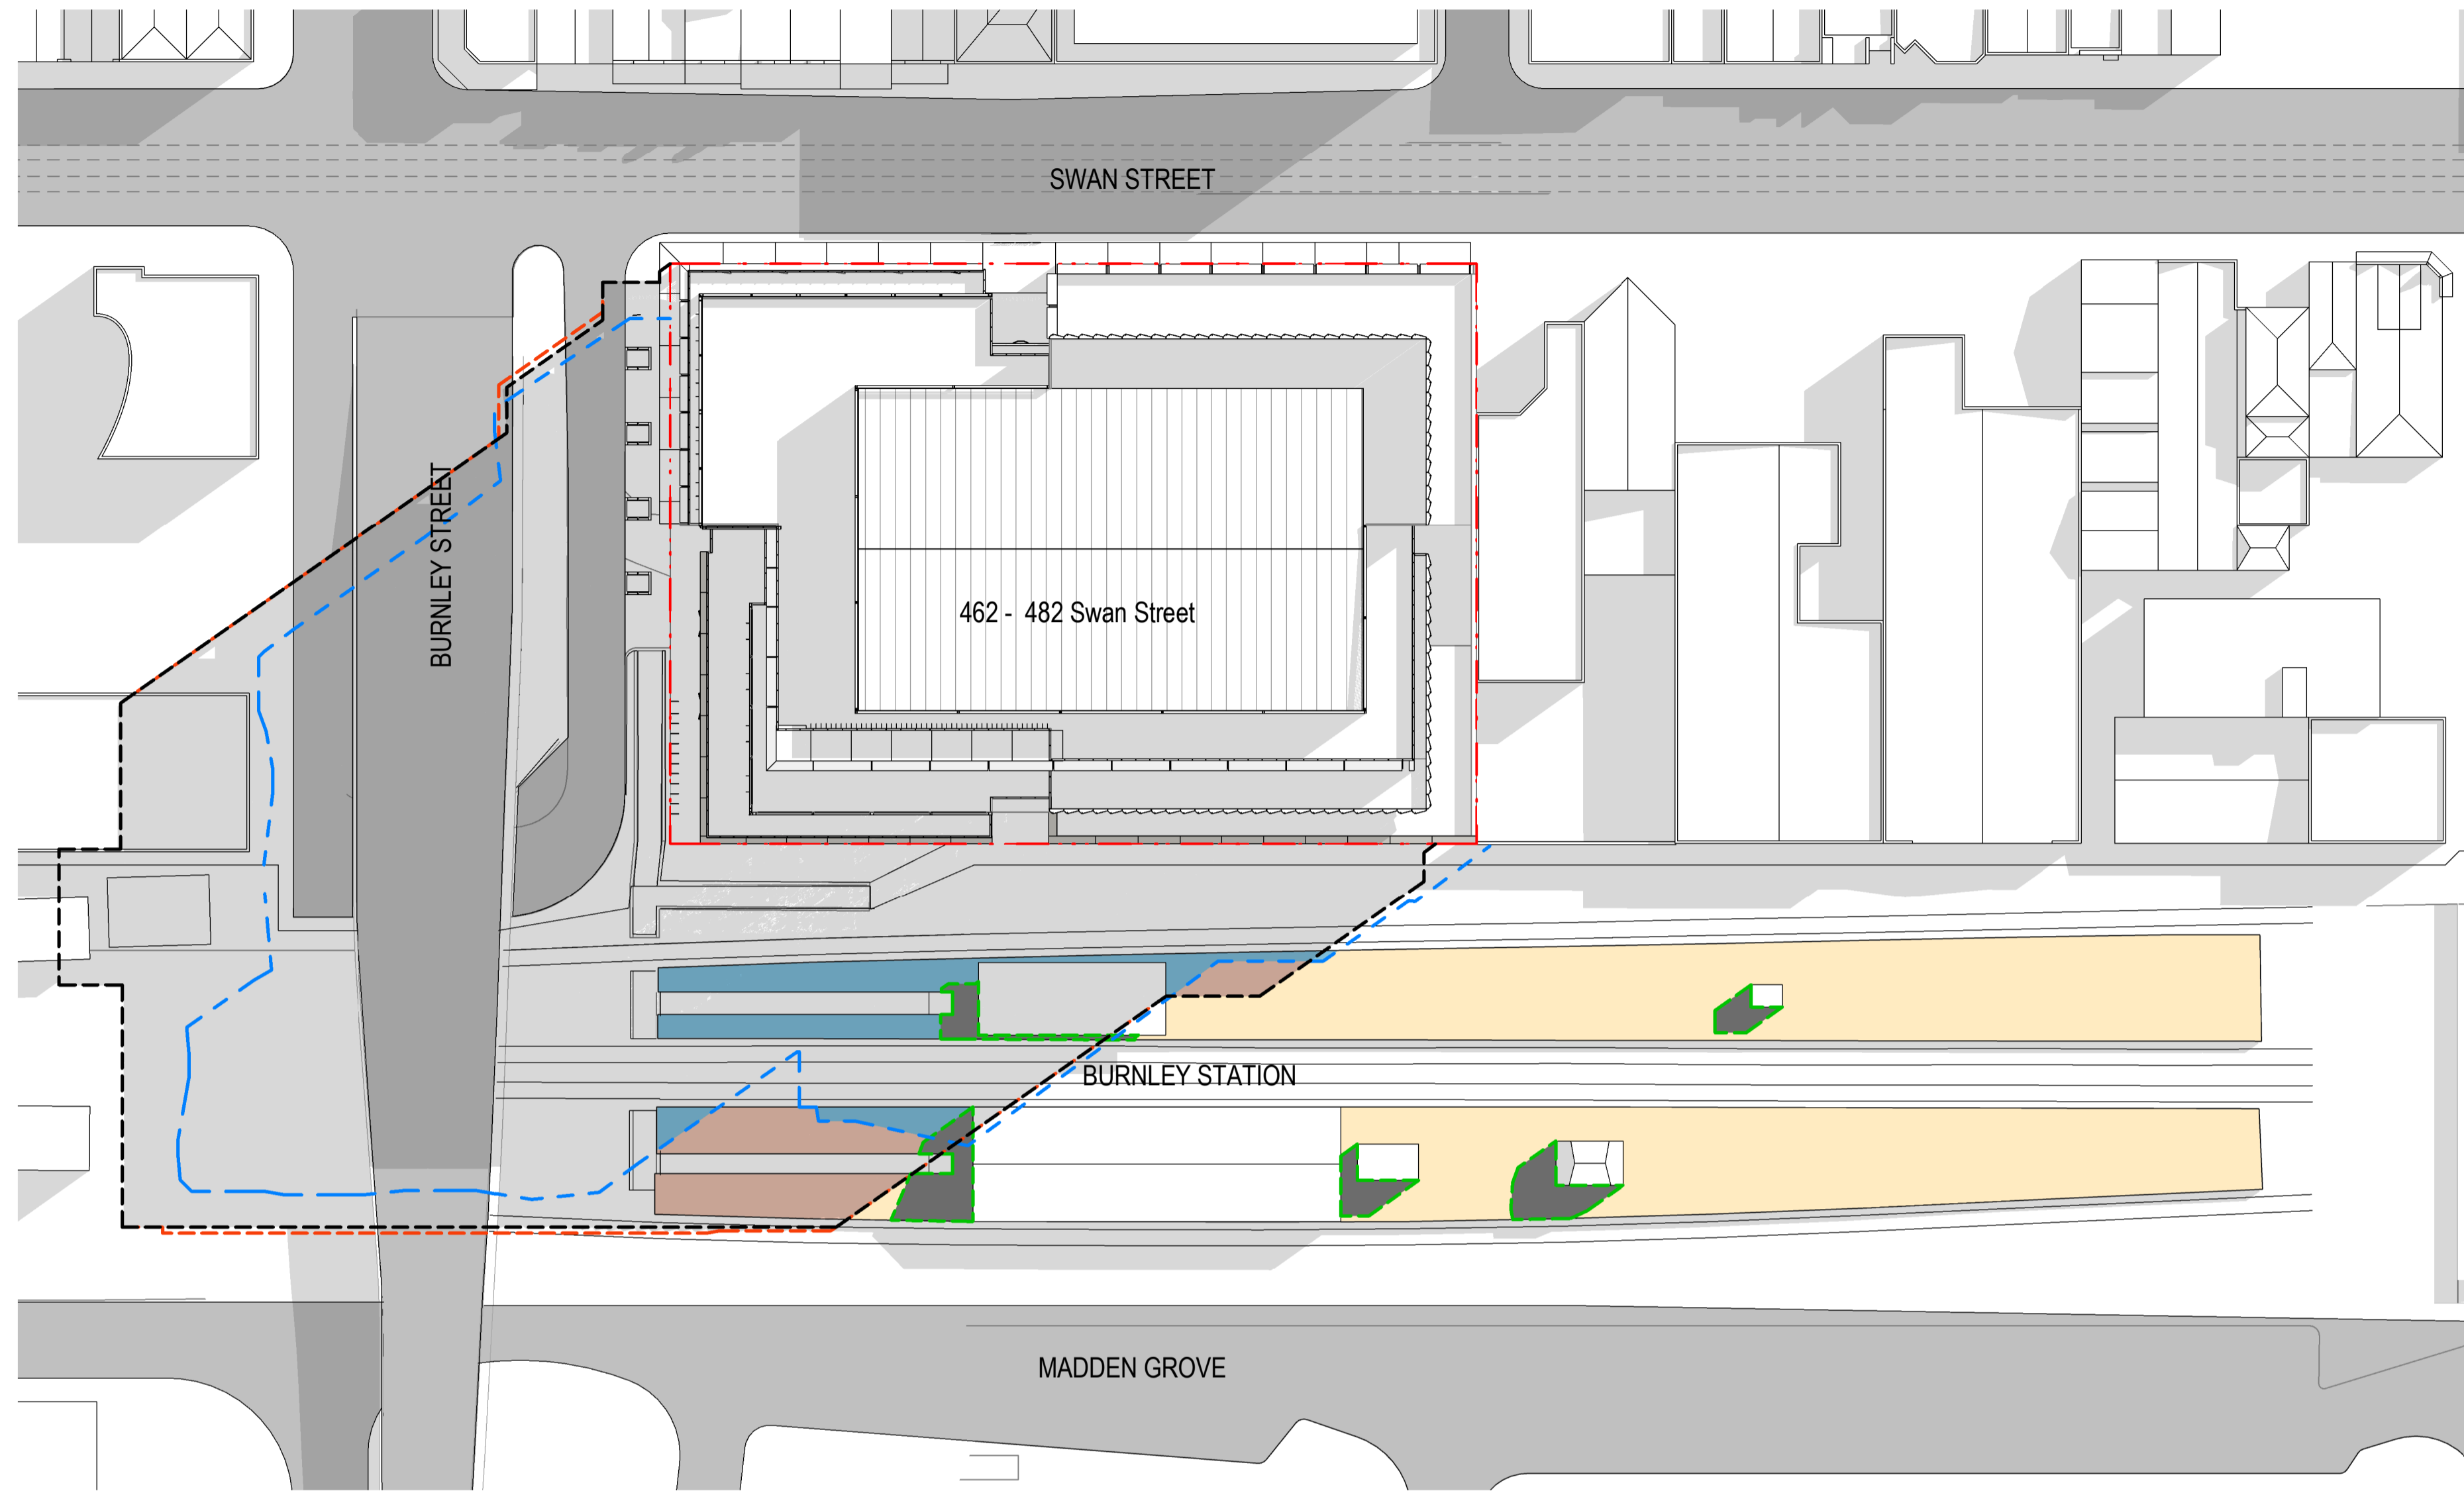 SWAN STREET
BURNLEY STREET
462 - 482 Swan Street
BURNLEY STATION
MADDEN GROVE